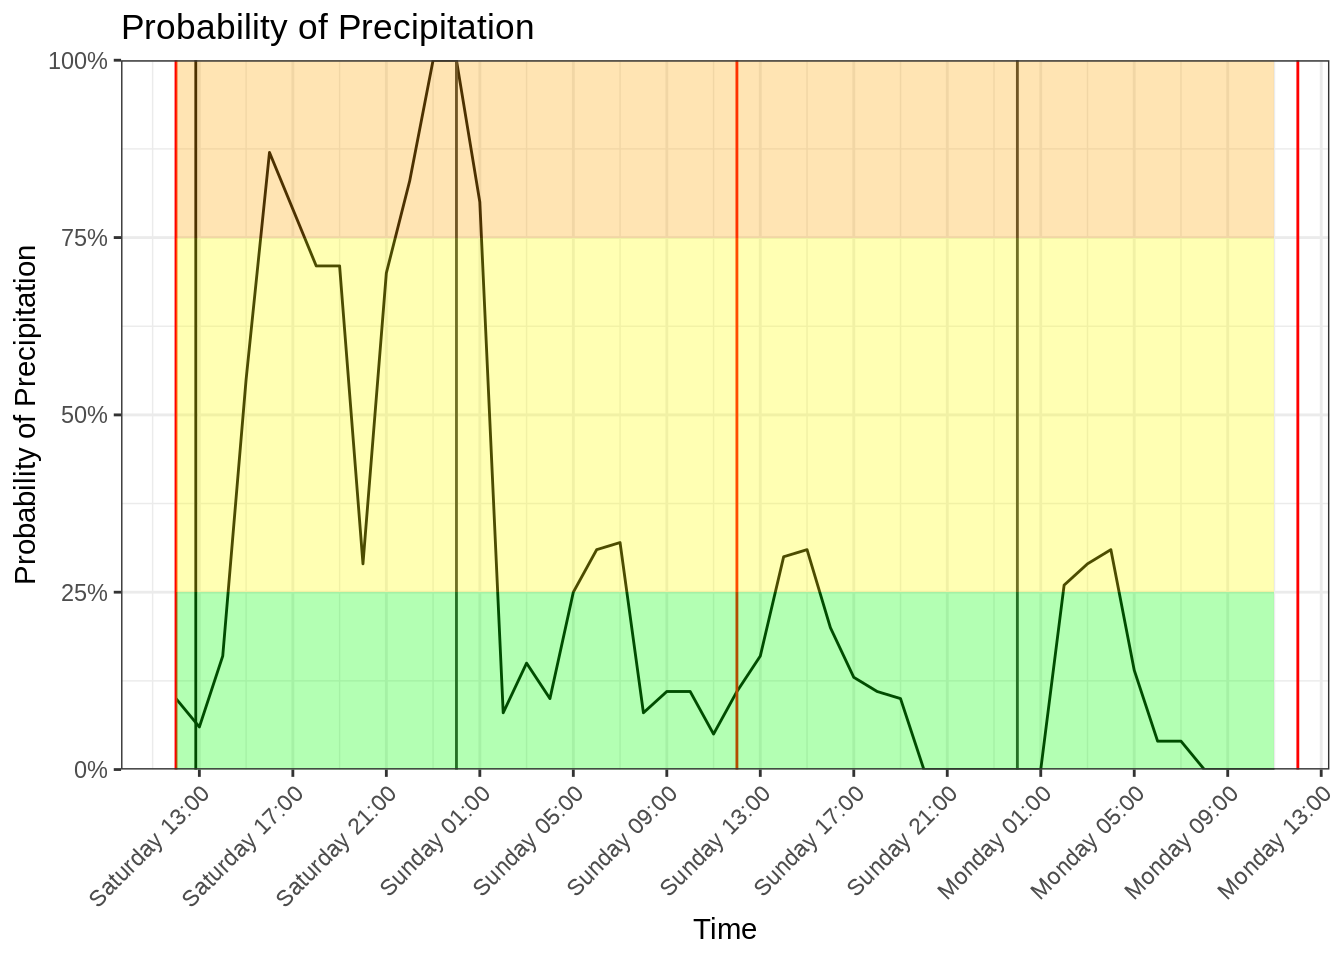 Probability of Precipitation
Probability of Precipitation
100%
75%
50%
25%
0%
Saturday 13:00
Saturday 17:00
Saturday 21:00
Sunday 01:00
Sunday 05:00
Sunday 09:00
Sunday 13:00
Sunday 17:00
Sunday 21:00
Monday 01:00
Monday 05:00
Monday 09:00
Monday 13:00
Time